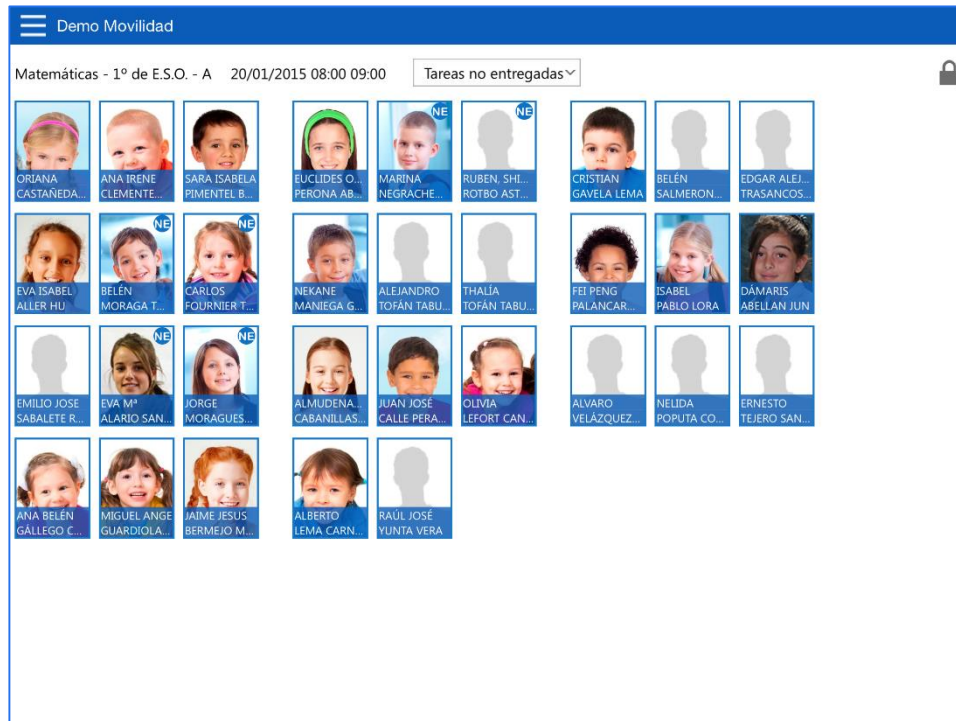 Demo Movilidad
Matemáticas - 1º de E.S.O. - A 20/01/2015 08:00 09:00 Tareas no entregadas
NE NE
ORIANA ANA IRENE SARA ISABELA EUCLIDES O... MARINA RUBEN, SHI... CRISTIAN BELÉN EDGAR ALEJ...
CASTAÑEDA... CLEMENTE... PIMENTEL B... PERONA AB... NEGRACHE... ROTBO AST... GAVELA LEMA SALMERON... TRASANCOS...
NE NE
EVA ISABEL BELÉN CARLOS NEKANE ALEJANDRO THALÍA FEI PENG ISABEL DÁMARIS
ALLER HU MORAGA T... FOURNIER T... MANIEGA G... TOFÁN TABU... TOFÁN TABU... PALANCAR... PABLO LORA ABELLAN JUN
NE NE
EMILIO JOSE EVA Mª JORGE ALMUDENA... JUAN JOSÉ OLIVIA ALVARO NELIDA ERNESTO
SABALETE R... ALARIO SAN... MORAGUES... CABANILLAS... CALLE PERA... LEFORT CAN... VELÁZQUEZ... POPUTA CO... TEJERO SAN...
ANA BELÉN MIGUEL ANGE JAIME JESUS ALBERTO RAÚL JOSÉ
GÁLLEGO C... GUARDIOLA... BERMEJO M... LEMA CARN... YUNTA VERA